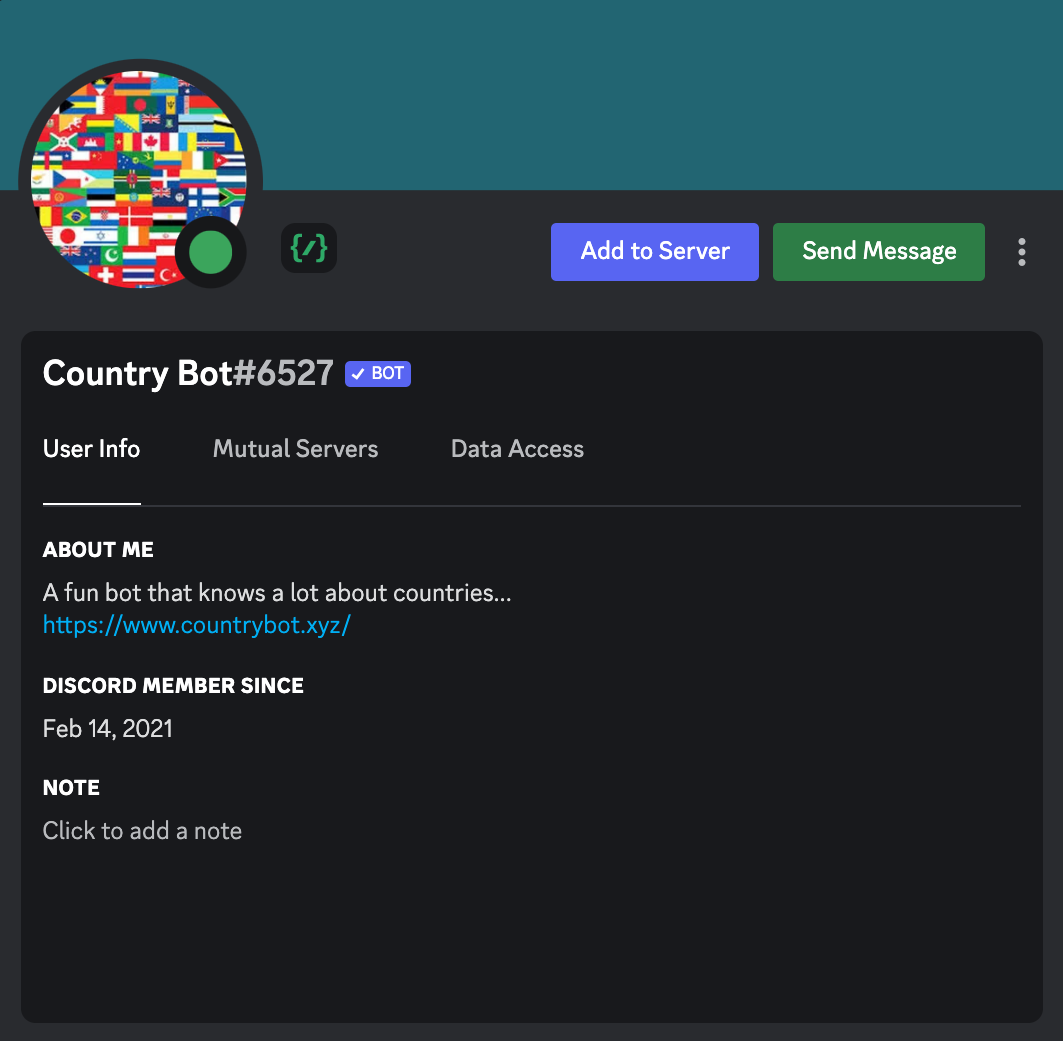 Add to Server
Send Message
Country Bot#6527 BOT
User Info Mutual Servers Data Access
ABOUT ME
A fun bot that knows a lot about countries...
https://www.countrybot.xyz/
DISCORD MEMBER SINCE
Feb 14, 2021
NOTE
Click to add a note